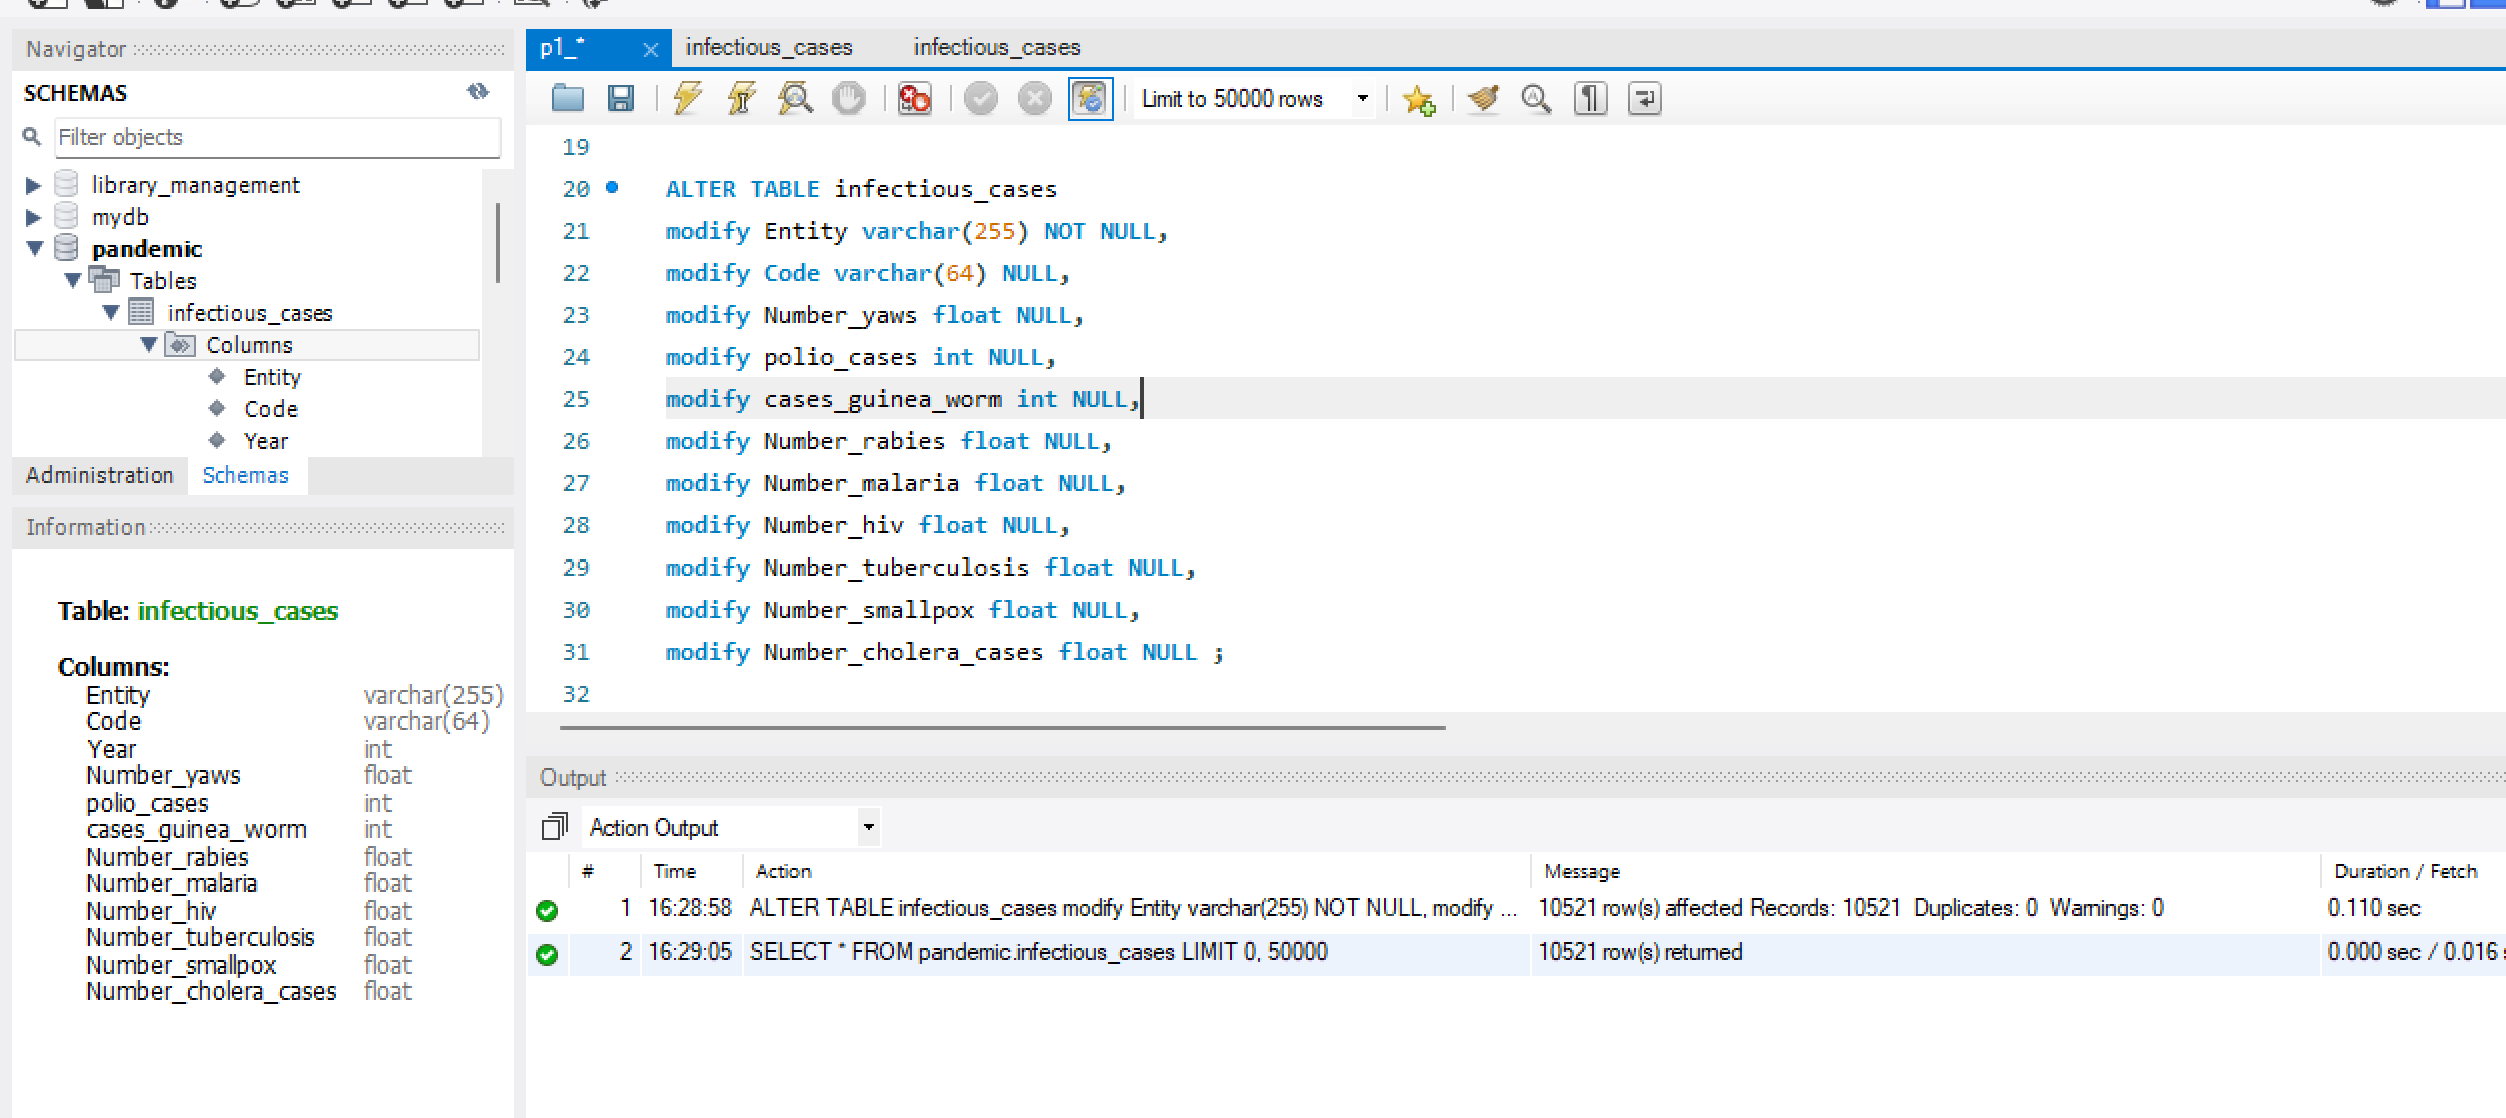 Navigator
SCHEMAS
Filter objects
library_management
mydb
pandemic
Tables
infectious_cases
Columns
Entity
Code
Year
Administration Schemas
Information
Table: infectious_cases
Columns:
Entity varchar(255)
Code varchar(64)
Year int
Number_yaws float
polio_cases int
cases_guinea_worm int
Number_rabies float
Number_malaria float
Number_hiv float
Number_tuberculosis float
Number_smallpox float
Number_cholera_cases float
p1_* infectious_cases infectious_cases
Limit to 50000 rows
19
20 ALTER TABLE infectious_cases
21 modify Entity varchar(255) NOT NULL,
22 modify Code varchar(64) NULL,
23 modify Number_yaws float NULL,
24 modify polio_cases int NULL,
25 modify cases_guinea_worm int NULL,
26 modify Number_rabies float NULL,
27 modify Number_malaria float NULL,
28 modify Number_hiv float NULL,
29 modify Number_tuberculosis float NULL,
30 modify Number_smallpox float NULL,
31 modify Number_cholera_cases float NULL ;
32
Output
Action Output
# Time Action Message Duration / Fetch
1 16:28:58 ALTER TABLE infectious_cases modify Entity varchar(255) NOT NULL, modify ... 10521 row(s) affected Records: 10521 Duplicates: 0 Warnings: 0 0.110 sec
2 16:29:05 SELECT * FROM pandemic.infectious_cases LIMIT 0, 50000 10521 row(s) returned 0.000 sec / 0.016 s